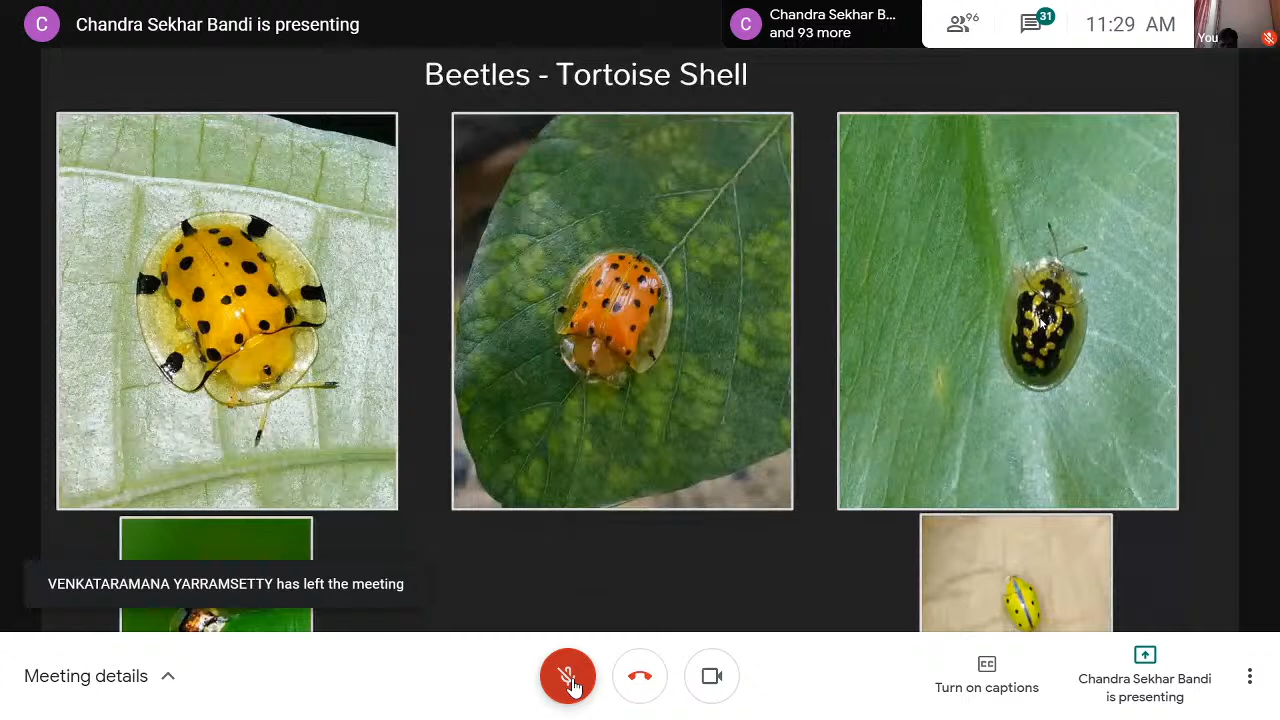 C
Chandra Sekhar Bandi is presenting
C
Chandra Sekhar B...
and 93 more
96
31
11:29 AM
You
Beetles - Tortoise Shell
VENKATARAMANA YARRAMSETTY has left the meeting
Meeting details
CC
Turn on captions
Chandra Sekhar Bandi
is presenting